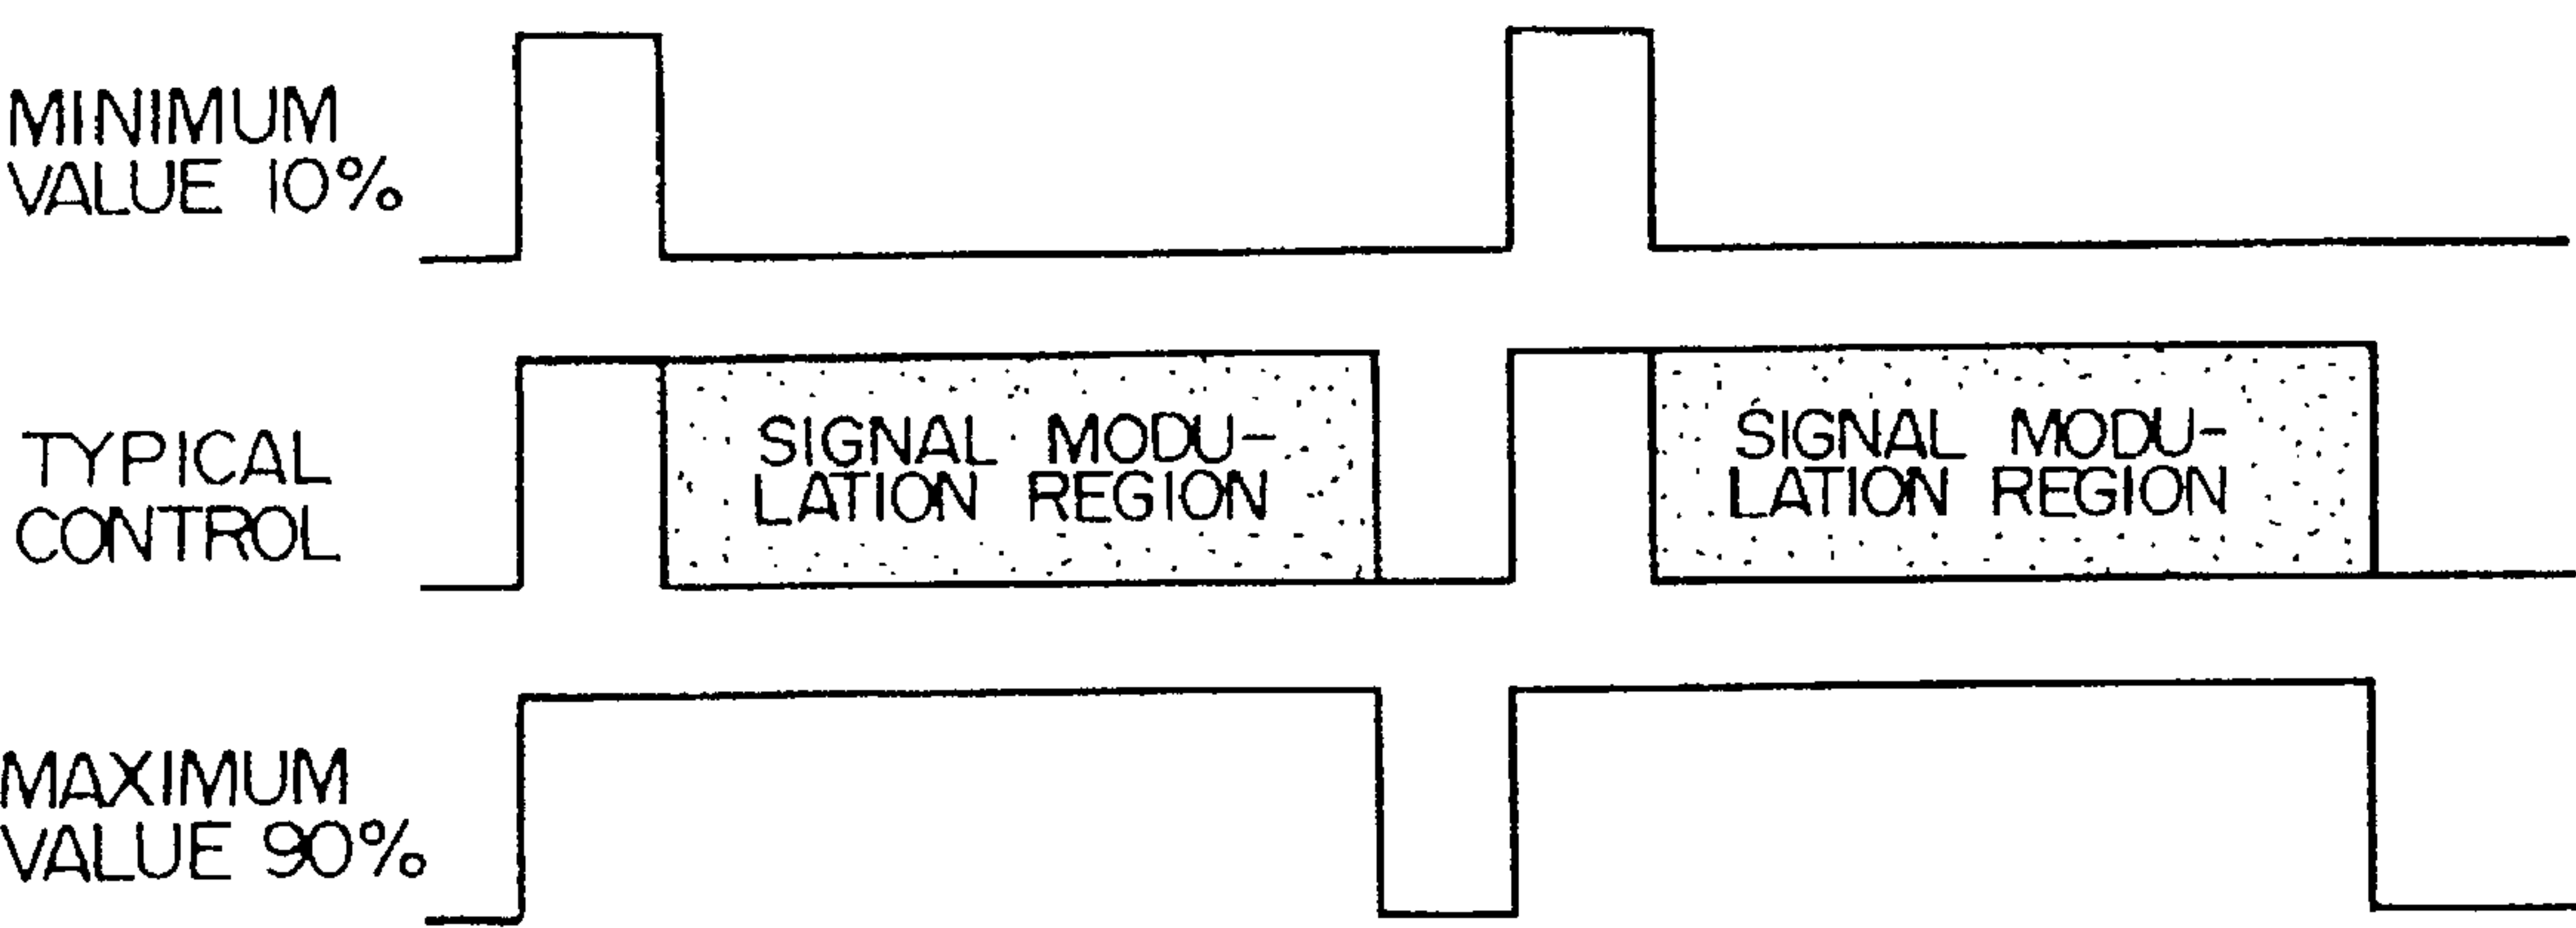 MINIMUM
VALUE 10%
TYPICAL
CONTROL
SIGNAL MODU-
LATION REGION
SIGNAL MODU-
LATION REGION
MAXIMUM
VALUE 90%